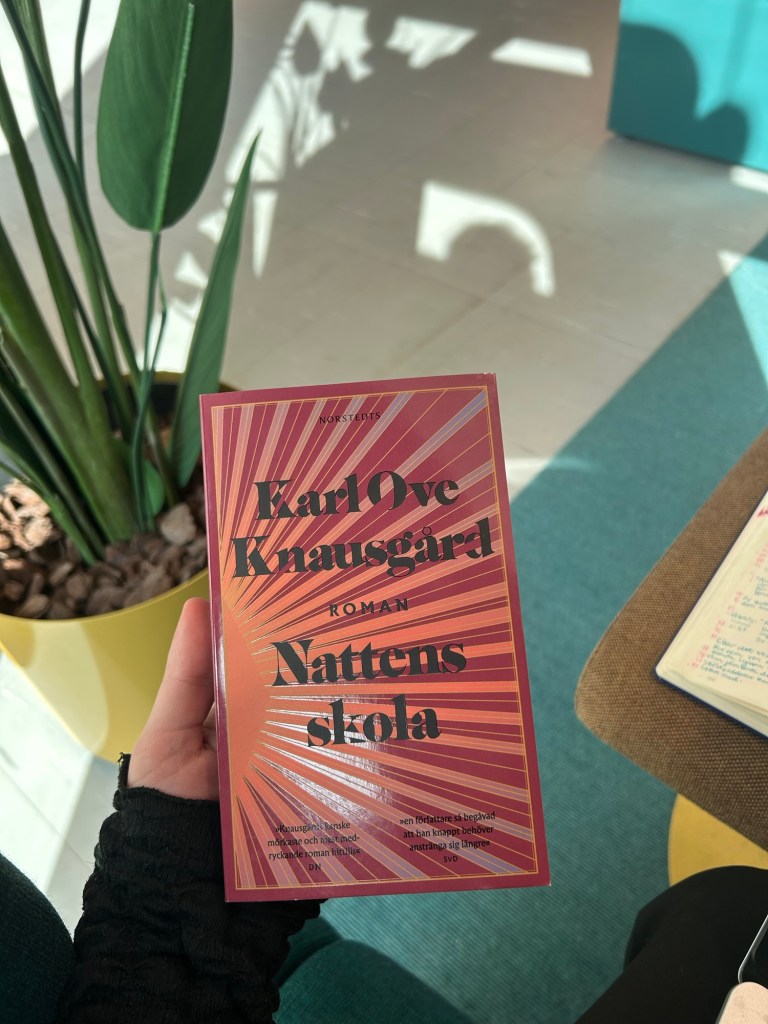 NORSTEDTS
Karl Ove
Knausgård
ROMAN
Nattens
skola
»Knausgårds kanske
mörkaste och mest med-
ryckande roman hittills«
DN
»en författare så begåvad
att han knappt behöver
anstränga sig längre«
SVD